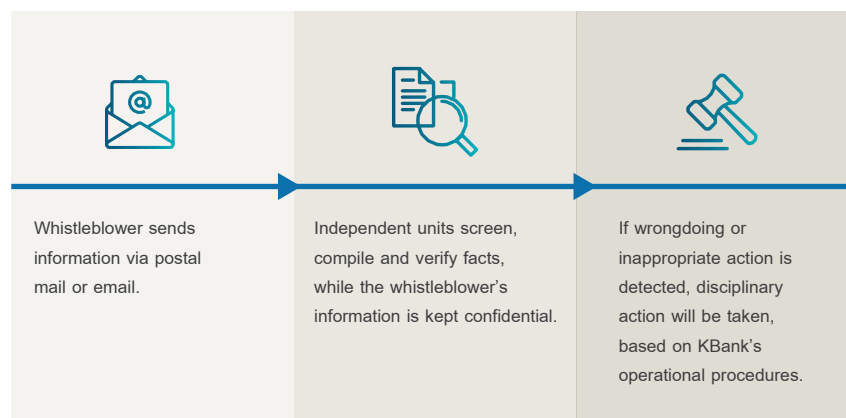 @
Whistleblower sends
information via postal
mail or email.
Independent units screen,
compile and verify facts,
while the whistleblower’s
information is kept confidential.
If wrongdoing or
inappropriate action is
detected, disciplinary
action will be taken,
based on KBank’s
operational procedures.